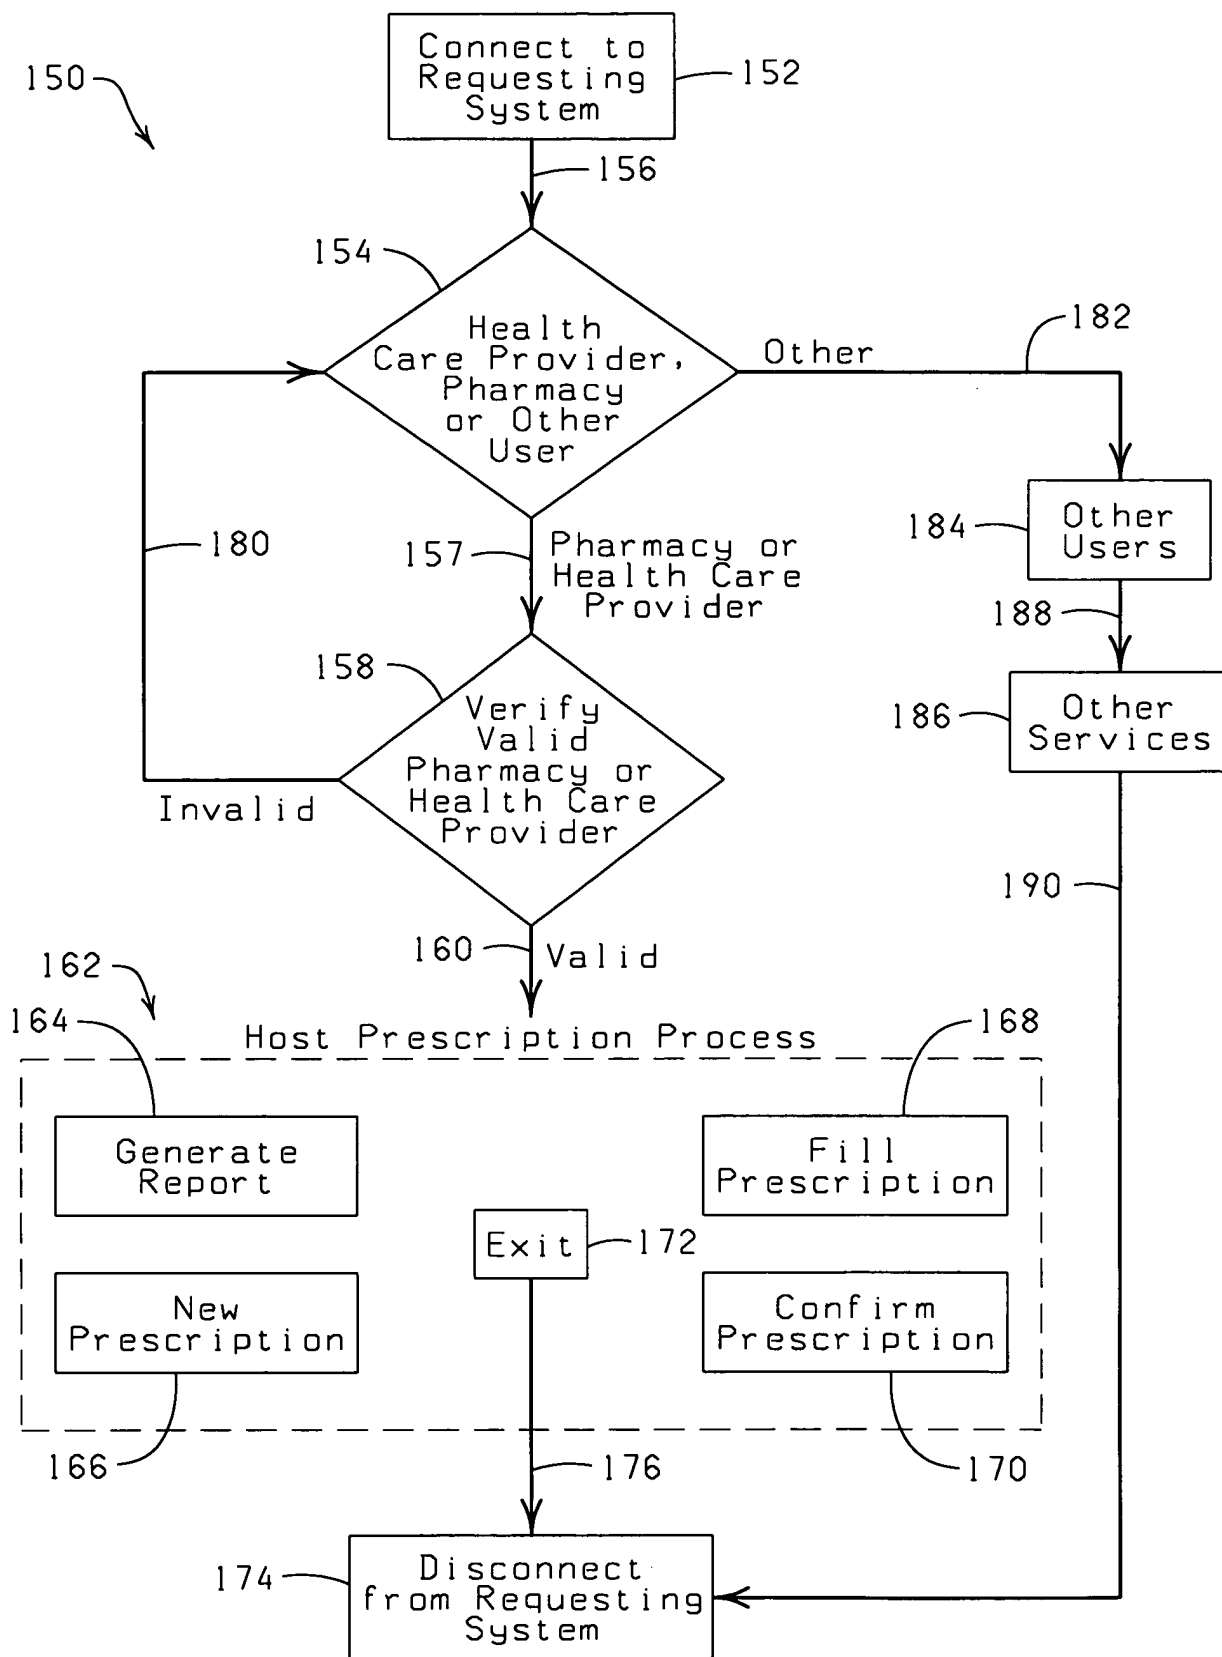 Connect to
Requesting
System
150
152
156
154
Health
Care Provider,
Pharmacy
or Other
User
Other
182
180
157
Pharmacy or
Health Care
Provider
184
Other
Users
188
158
Verify
Valid
Pharmacy or
Health Care
Provider
Invalid
186
Other
Services
190
160
Valid
162
164
Host Prescription Process
168
Generate
Report
Fill
Prescription
Exit
172
New
Prescription
Confirm
Prescription
166
176
170
174
Disconnect
from Requesting
System